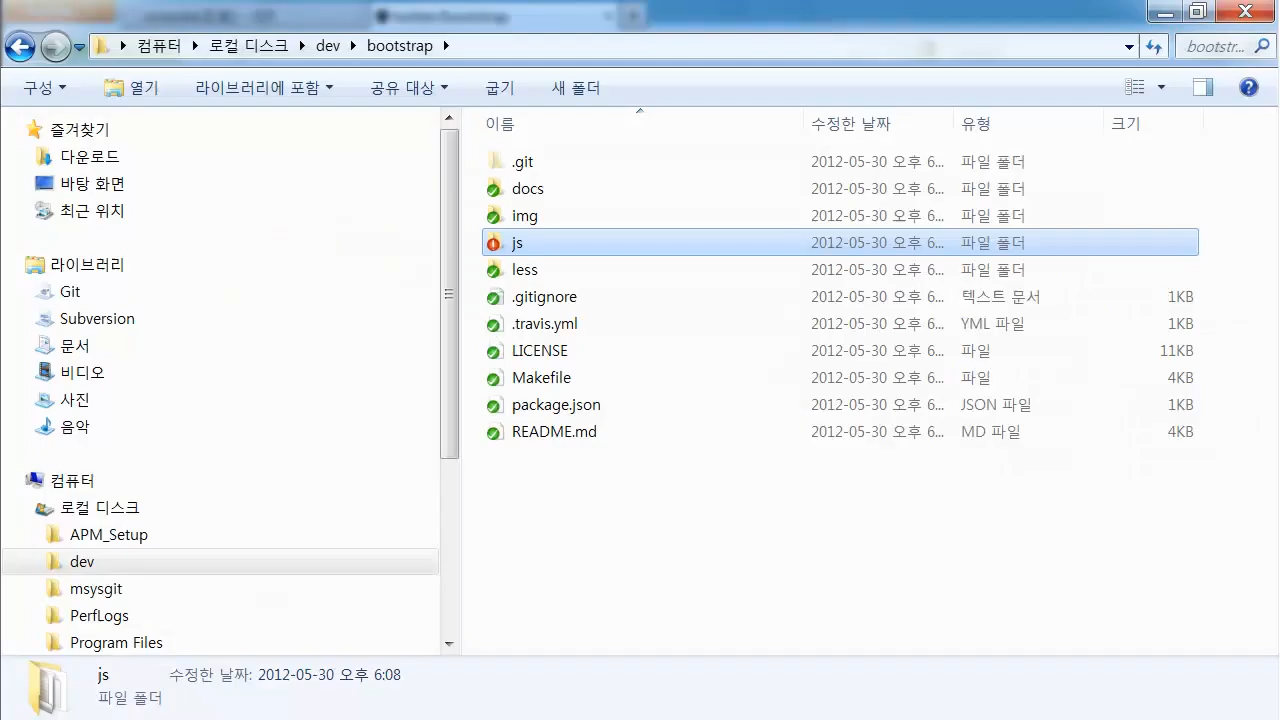 컴퓨터 로컬 디스크 dev bootstrap bootstr...
구성 열기 라이브러리에 포함 공유 대상 굽기 새 폴더
즐겨찾기
다운로드
바탕 화면
최근 위치
라이브러리
Git
Subversion
문서
비디오
사진
음악
컴퓨터
로컬 디스크
APM_Setup
dev
msysgit
PerfLogs
Program Files
이름 수정한 날짜 유형 크기
.git 2012-05-30 오후 6... 파일 폴더
docs 2012-05-30 오후 6... 파일 폴더
img 2012-05-30 오후 6... 파일 폴더
js 2012-05-30 오후 6... 파일 폴더
less 2012-05-30 오후 6... 파일 폴더
.gitignore 2012-05-30 오후 6... 텍스트 문서 1KB
.travis.yml 2012-05-30 오후 6... YML 파일 1KB
LICENSE 2012-05-30 오후 6... 파일 11KB
Makefile 2012-05-30 오후 6... 파일 4KB
package.json 2012-05-30 오후 6... JSON 파일 1KB
README.md 2012-05-30 오후 6... MD 파일 4KB
js 수정한 날짜: 2012-05-30 오후 6:08
파일 폴더